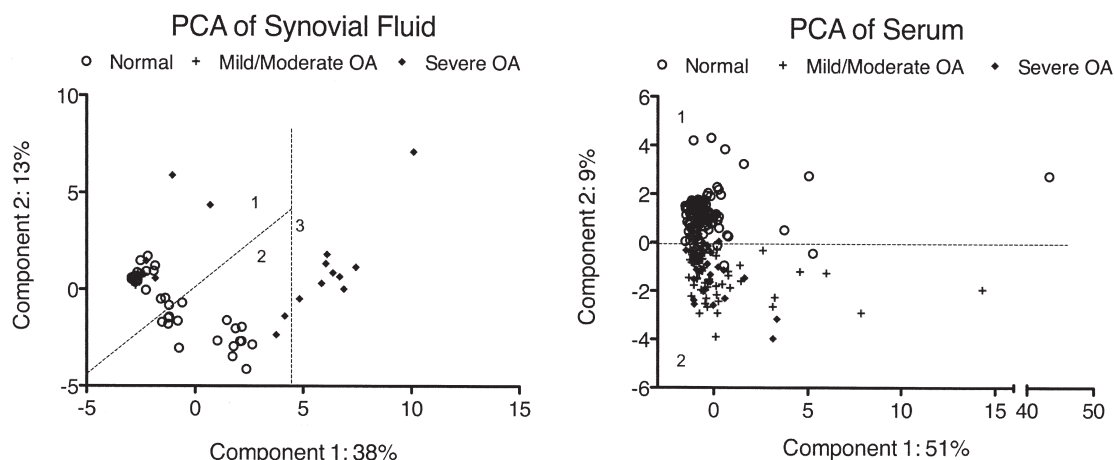 PCA of Synovial Fluid
Normal Mild/Moderate OA Severe OA
10
5
0
-5
-5 0 5 10 15
Component 2: 13%
Component 1: 38%
1
2
3
PCA of Serum
Normal Mild/Moderate OA Severe OA
6
4
2
0
-2
-4
-6
0 5 10 15 40 50
Component 2: 9%
Component 1: 51%
1
2